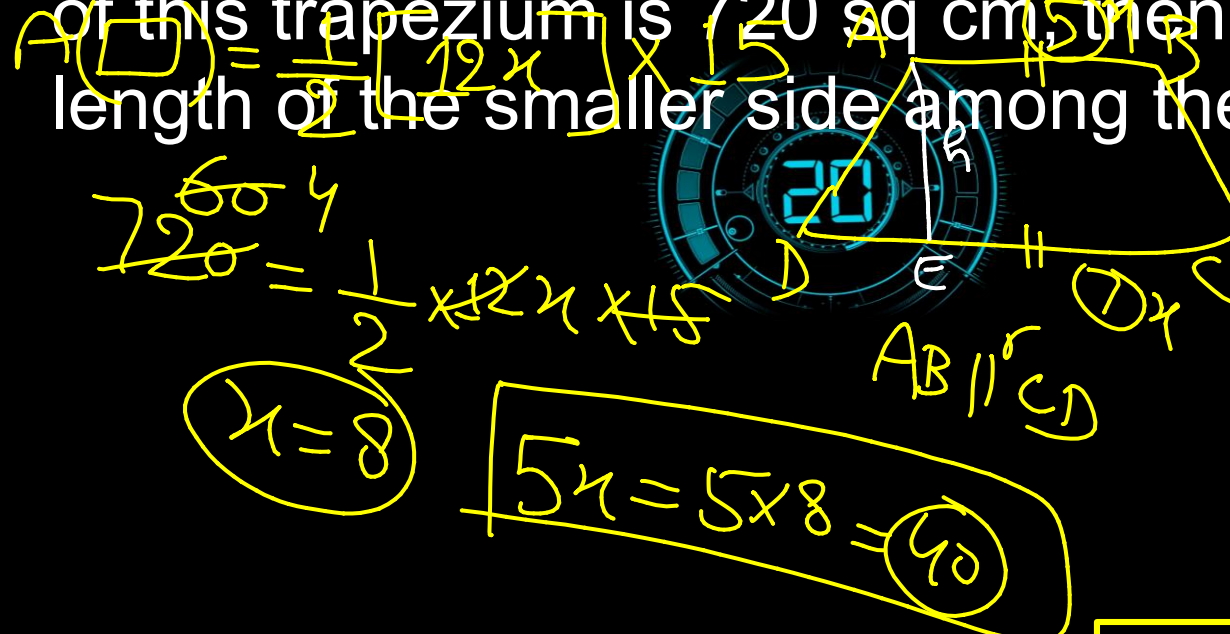 of this trapezium is 720 sq cm, then
A(□) = 1/2 [12x] × 15
length of the smaller side among the
A 5x B
h
20
60 4
720 = 1/2 × 12x × 15
D E C
7x
AB || CD
x = 8
5x = 5×8 = 40